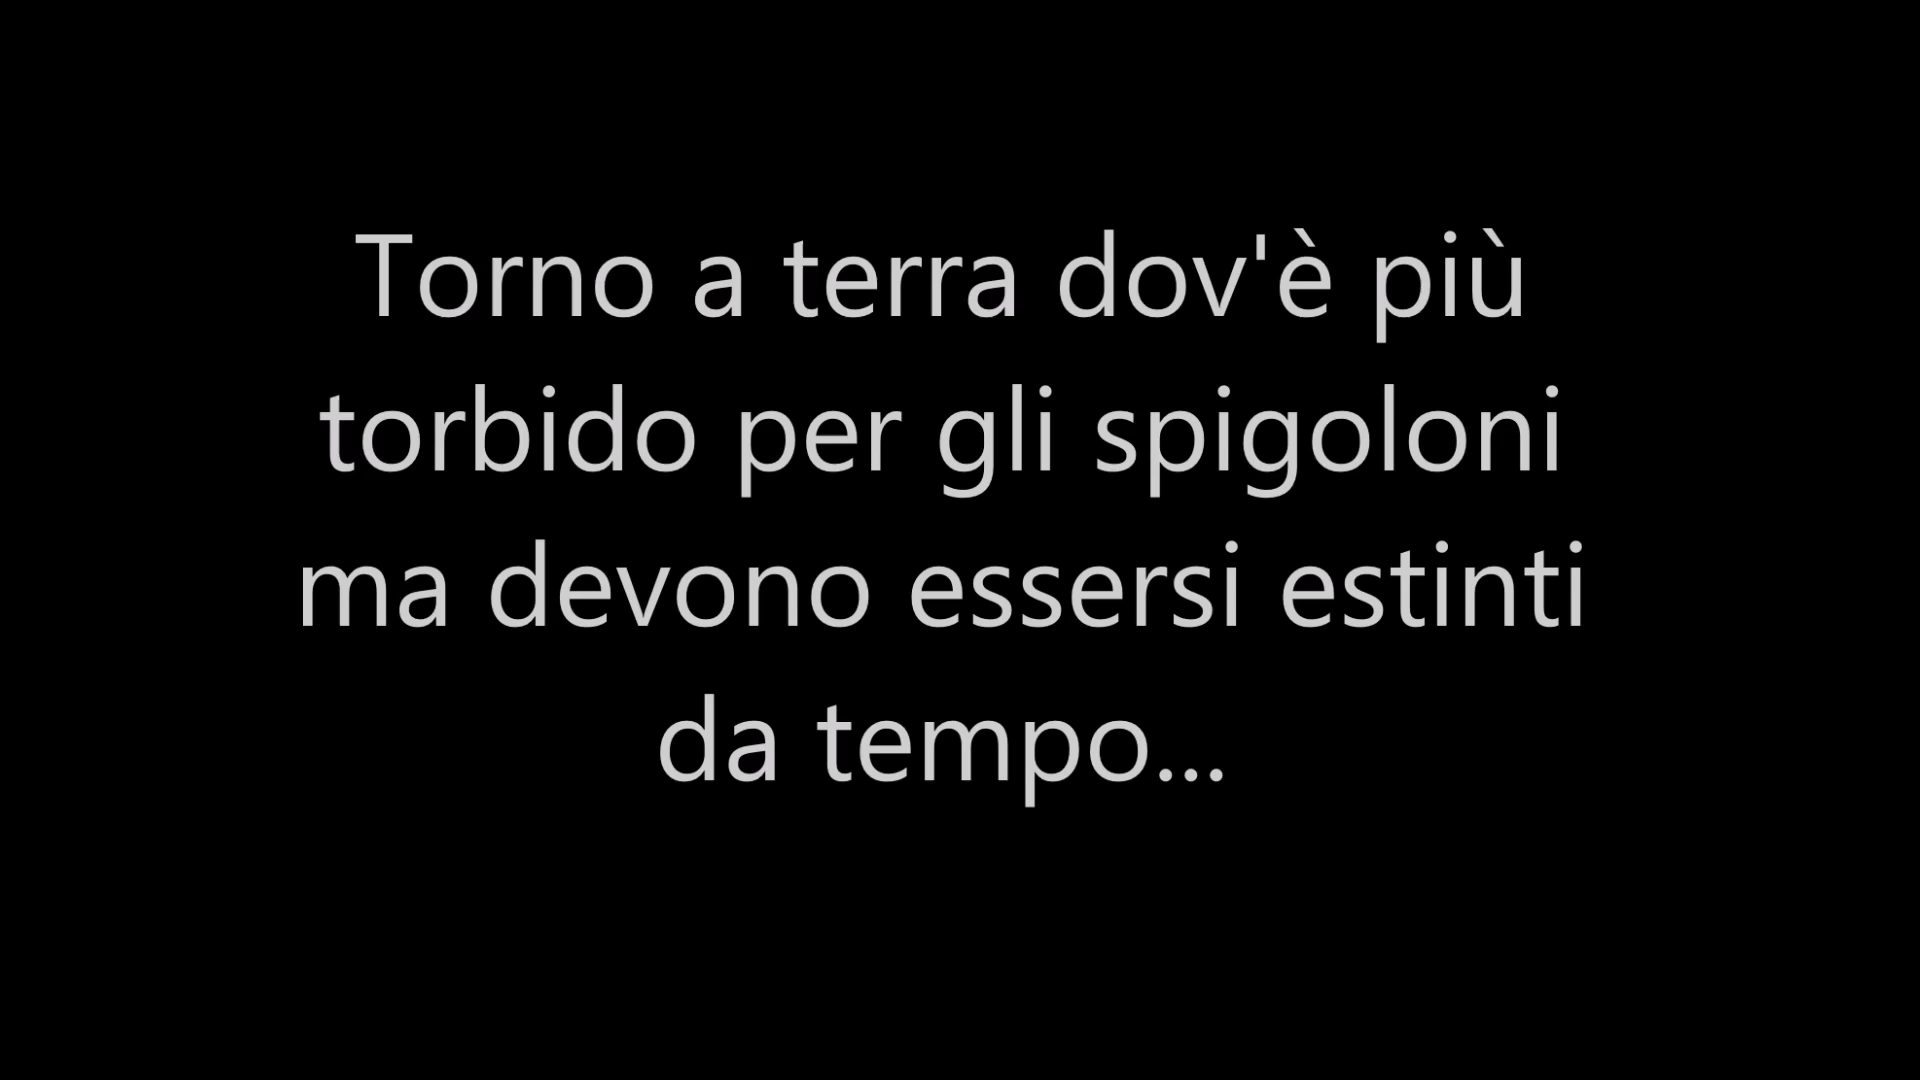 Torno a terra dov'è più
torbido per gli spigoloni
ma devono essersi estinti
da tempo...